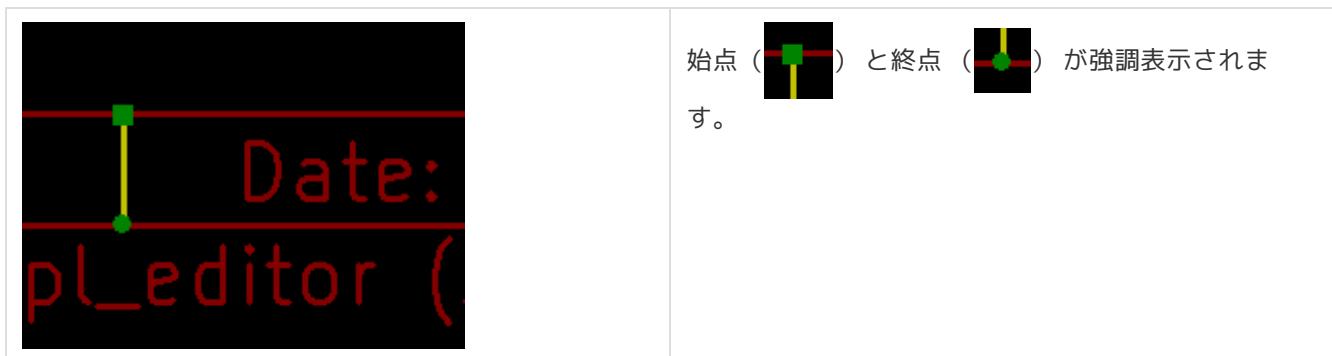 Date:
pl_editor (
始点 () と終点 () が強調表示されま
す。